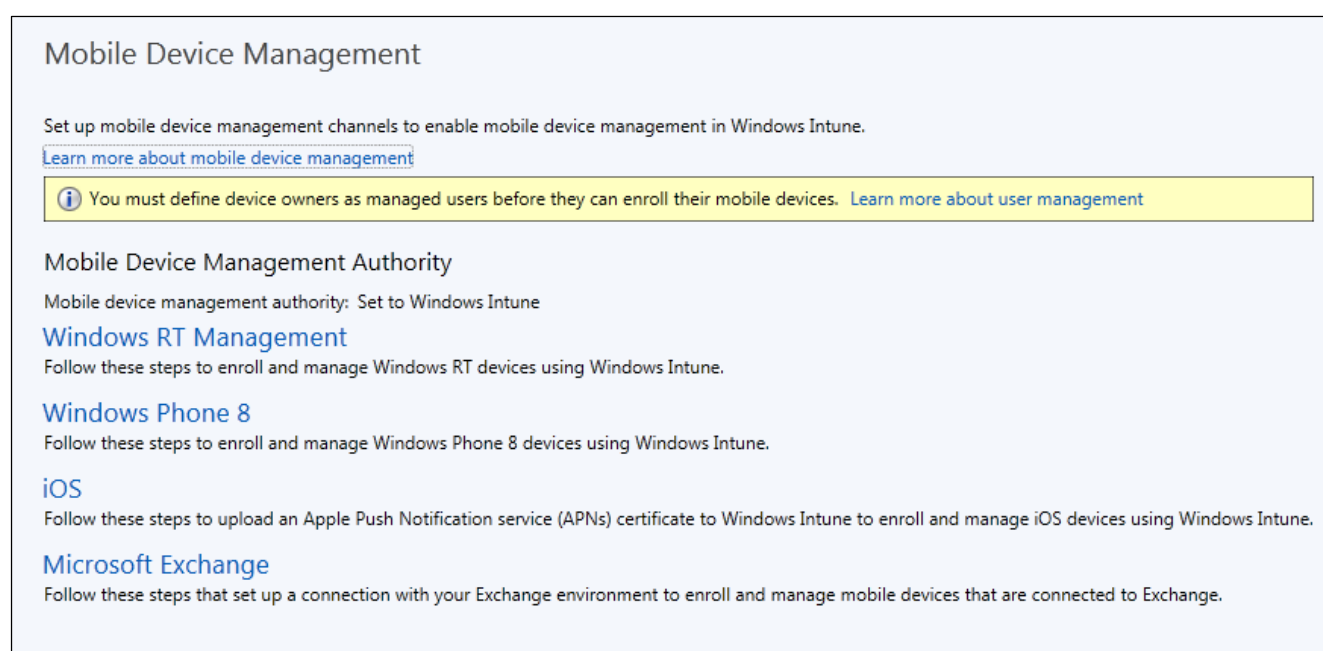 Mobile Device Management
Set up mobile device management channels to enable mobile device management in Windows Intune.
Learn more about mobile device management
You must define device owners as managed users before they can enroll their mobile devices. Learn more about user management
Mobile Device Management Authority
Mobile device management authority: Set to Windows Intune
Windows RT Management
Follow these steps to enroll and manage Windows RT devices using Windows Intune.
Windows Phone 8
Follow these steps to enroll and manage Windows Phone 8 devices using Windows Intune.
iOS
Follow these steps to upload an Apple Push Notification service (APNs) certificate to Windows Intune to enroll and manage iOS devices using Windows Intune.
Microsoft Exchange
Follow these steps that set up a connection with your Exchange environment to enroll and manage mobile devices that are connected to Exchange.